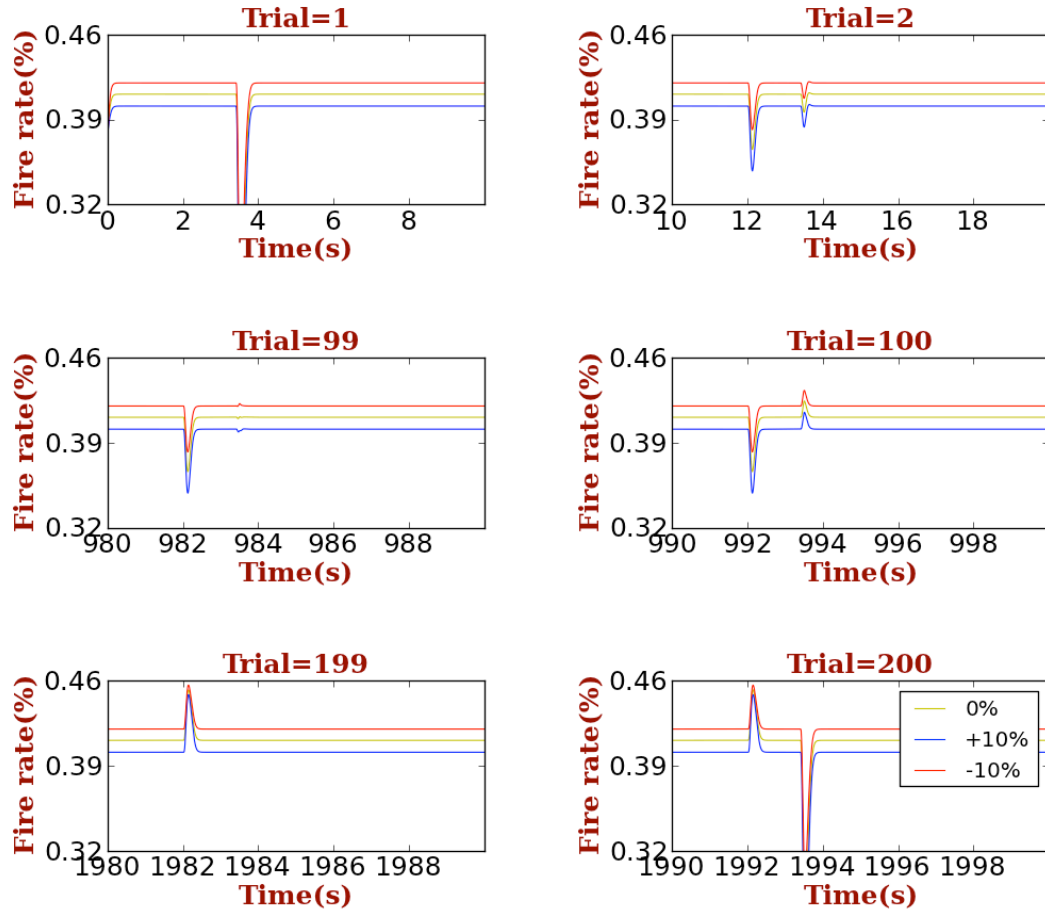 Trial=1
Trial=2
0.46
0.39
0.32
Fire rate(%)
0 2 4 6 8
Time(s)
0.46
0.39
0.32
Fire rate(%)
10 12 14 16 18
Time(s)
Trial=99
Trial=100
0.46
0.39
0.32
Fire rate(%)
980 982 984 986 988
Time(s)
0.46
0.39
0.32
Fire rate(%)
990 992 994 996 998
Time(s)
Trial=199
Trial=200
0.46
0.39
0.32
Fire rate(%)
1980 1982 1984 1986 1988
Time(s)
0.46
0.39
0.32
Fire rate(%)
0%
+10%
-10%
1990 1992 1994 1996 1998
Time(s)